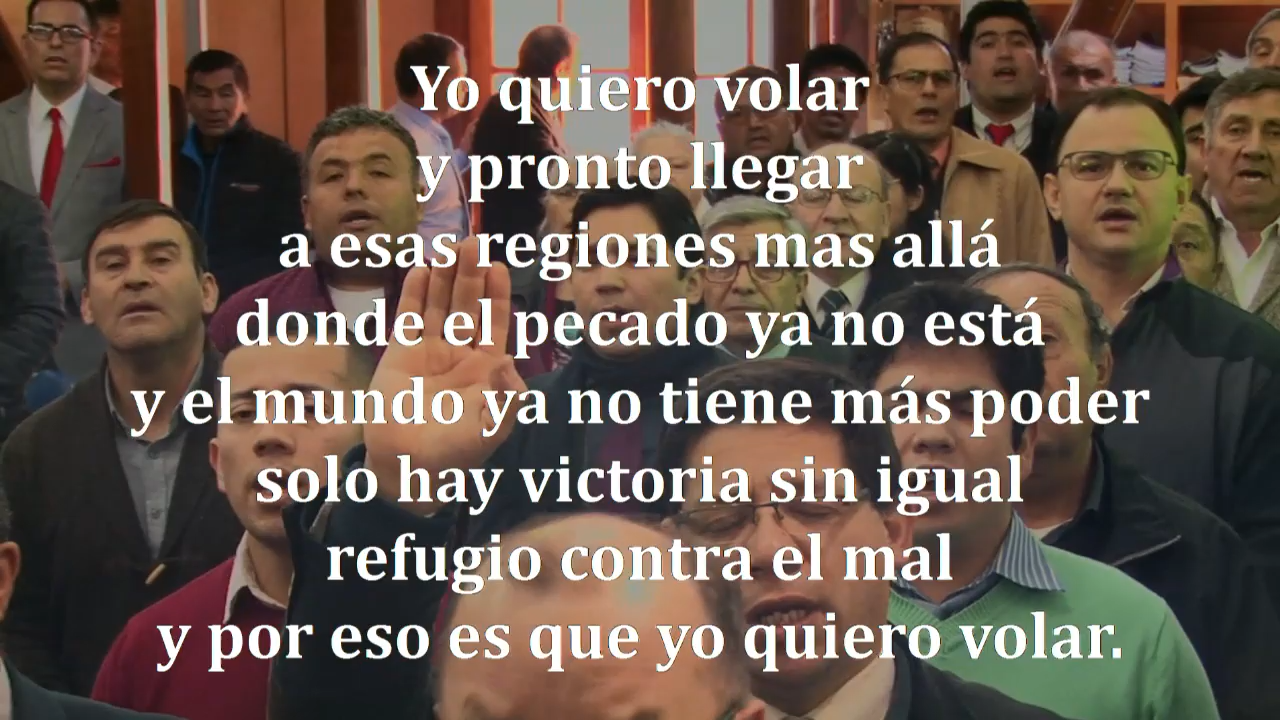 Yo quiero volar
y pronto llegar
a esas regiones mas allá
donde el pecado ya no está
y el mundo ya no tiene más poder
solo hay victoria sin igual
refugio contra el mal
y por eso es que yo quiero volar.